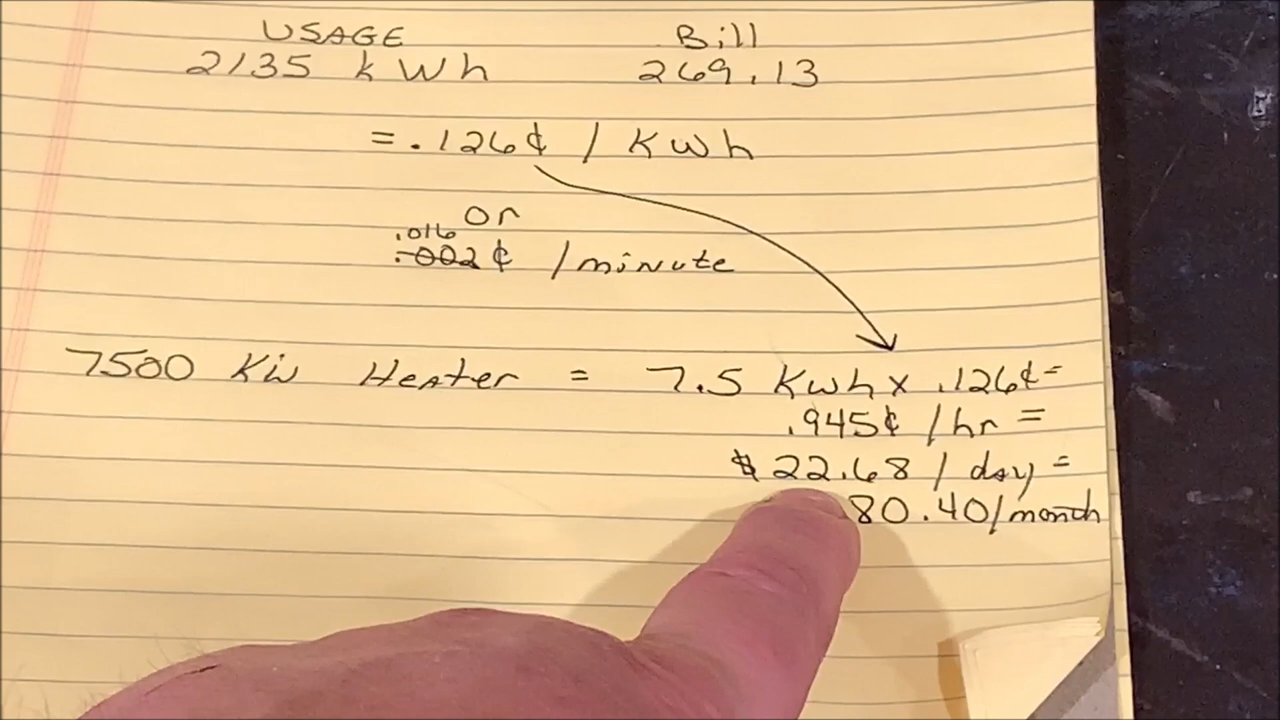 USAGE Bill
2135 kWh 269.13
= .126¢ / Kwh
or
.016
.002¢ /minute
7500 KW Heater = 7.5 Kwh x .126¢ =
.945¢ /hr =
$22.68 / day =
80.40/month